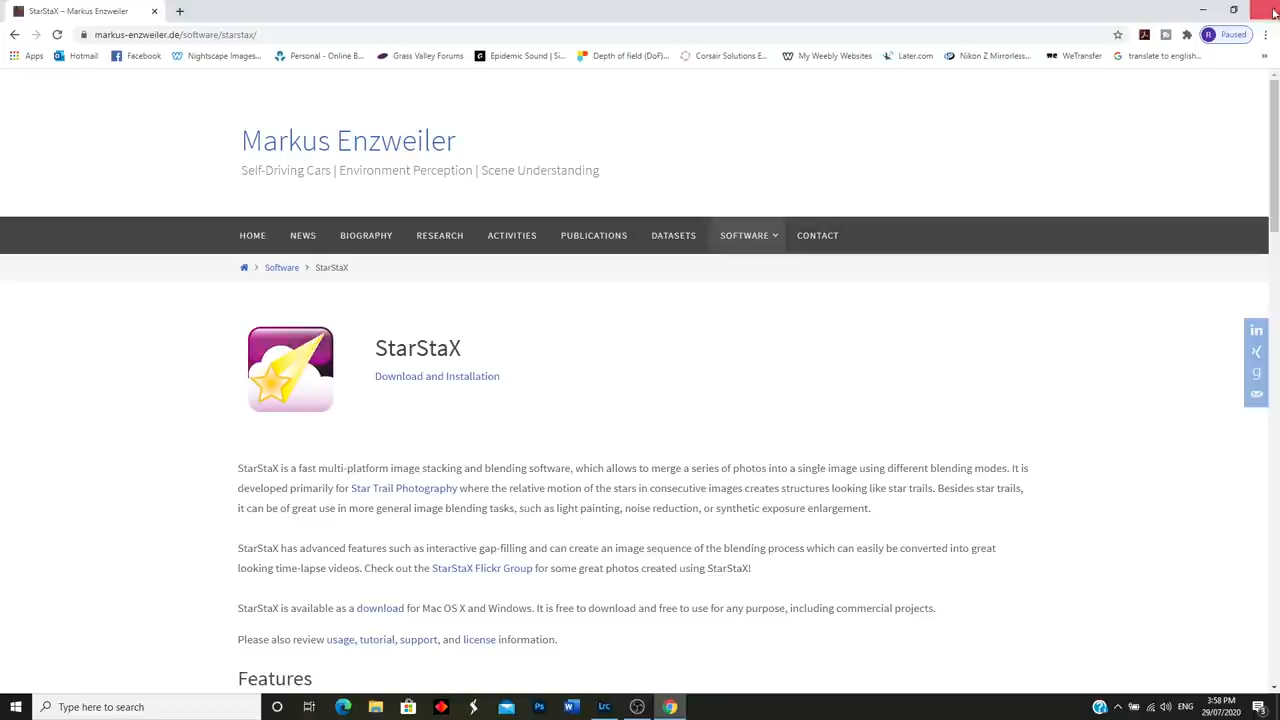 StarStaX – Markus Enzweiler
markus-enzweiler.de/software/starstax/
R Paused
Apps Hotmail Facebook Nightscape Images... Personal - Online B... Grass Valley Forums Epidemic Sound | Si... Depth of field (DoF)... Corsair Solutions E... My Weebly Websites Later.com Nikon Z Mirrorless... WeTransfer translate to english...
Markus Enzweiler
Self-Driving Cars | Environment Perception | Scene Understanding
HOME NEWS BIOGRAPHY RESEARCH ACTIVITIES PUBLICATIONS DATASETS SOFTWARE CONTACT
Software > StarStaX
StarStaX
Download and Installation
StarStaX is a fast multi-platform image stacking and blending software, which allows to merge a series of photos into a single image using different blending modes. It is
developed primarily for Star Trail Photography where the relative motion of the stars in consecutive images creates structures looking like star trails. Besides star trails,
it can be of great use in more general image blending tasks, such as light painting, noise reduction, or synthetic exposure enlargement.
StarStaX has advanced features such as interactive gap-filling and can create an image sequence of the blending process which can easily be converted into great
looking time-lapse videos. Check out the StarStaX Flickr Group for some great photos created using StarStaX!
StarStaX is available as a download for Mac OS X and Windows. It is free to download and free to use for any purpose, including commercial projects.
Please also review usage, tutorial, support, and license information.
Features
Type here to search
Ps W Lrc
ENG
3:58 PM
29/07/2020
3